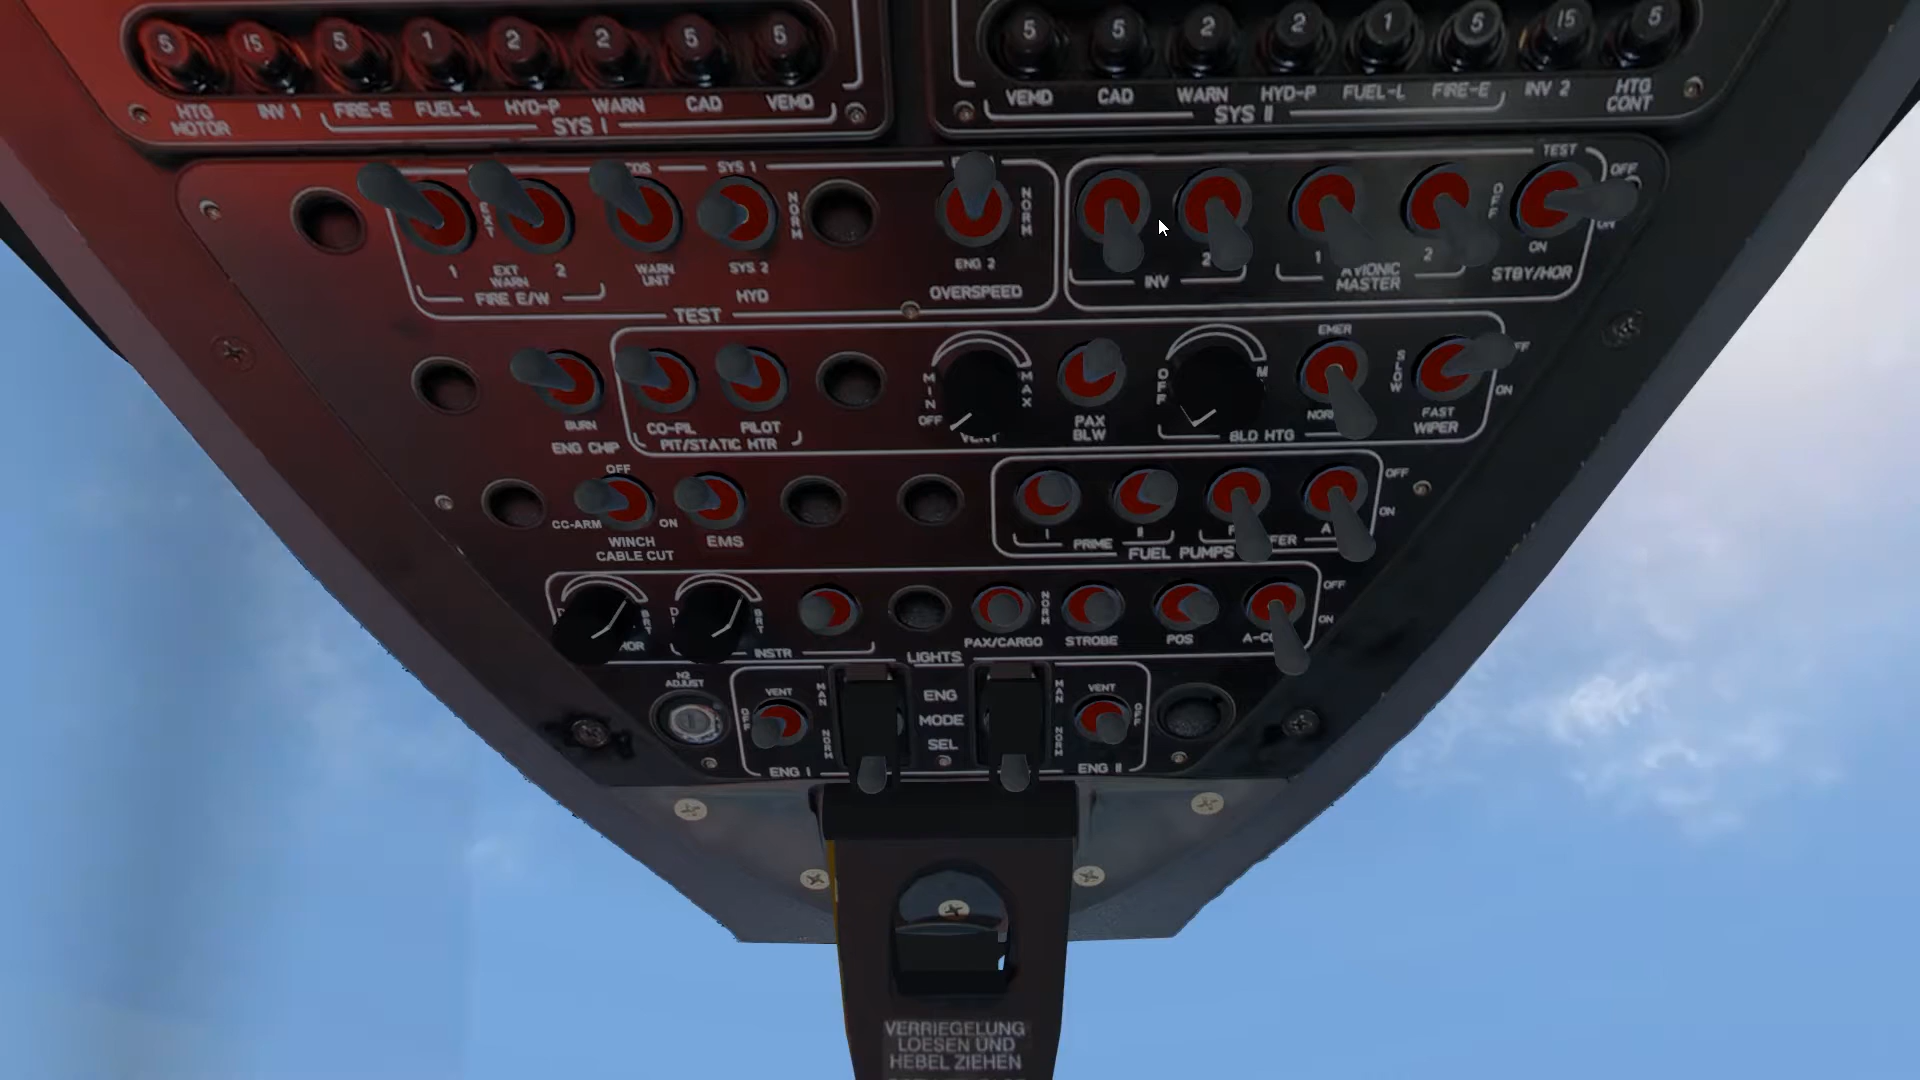 5 15 5 1 2 2 5 5
5 5 2 2 1 5 15 5
HTG MOTOR INV 1 FIRE-E FUEL-L HYD-P WARN CAD VEMD
VEMD CAD WARN HYD-P FUEL-L FIRE-E INV 2 HTG CONT
SYS I
SYS II
SYS 1
TEST
OFF
EXT
NORM
NORM
OFF
ON
1 EXT WARN 2
FIRE E/W
WARN UNIT
SYS 2
HYD
ENG 2
OVERSPEED
2
INV
1 2
AVIONIC MASTER
ON
STBY/HOR
TEST
EMER
BURN
ENG CHIP
CO-PIL PILOT
PIT/STATIC HTR
MIN
MAX
OFF
VENT
PAX BLW
OFF
M
BLD HTG
SLOW
ON
FAST
WIPER
OFF
CC-ARM
ON
WINCH
CABLE CUT
EMS
I II
PRIME
FUEL PUMPS
OFF
ON
BRT
BRT
INSTR
LIGHTS
PAX/CARGO
NORM
STROBE
POS
OFF
ON
N2
ADJUST
VENT
OFF
MAN
NORM
ENG I
ENG
MODE
SEL
MAN
NORM
VENT
OFF
ENG II
VERRIEGELUNG
LOESEN UND
HEBEL ZIEHEN